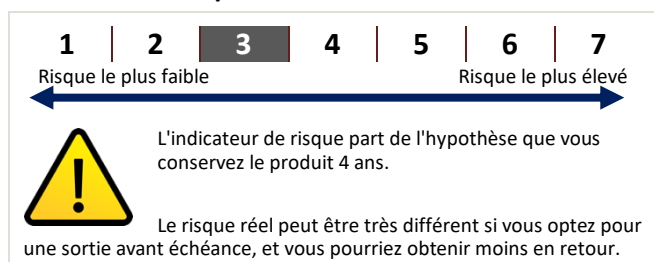 1 2 3 4 5 6 7
Risque le plus faible Risque le plus élevé
L'indicateur de risque part de l'hypothèse que vous
conservez le produit 4 ans.
Le risque réel peut être très différent si vous optez pour
une sortie avant échéance, et vous pourriez obtenir moins en retour.